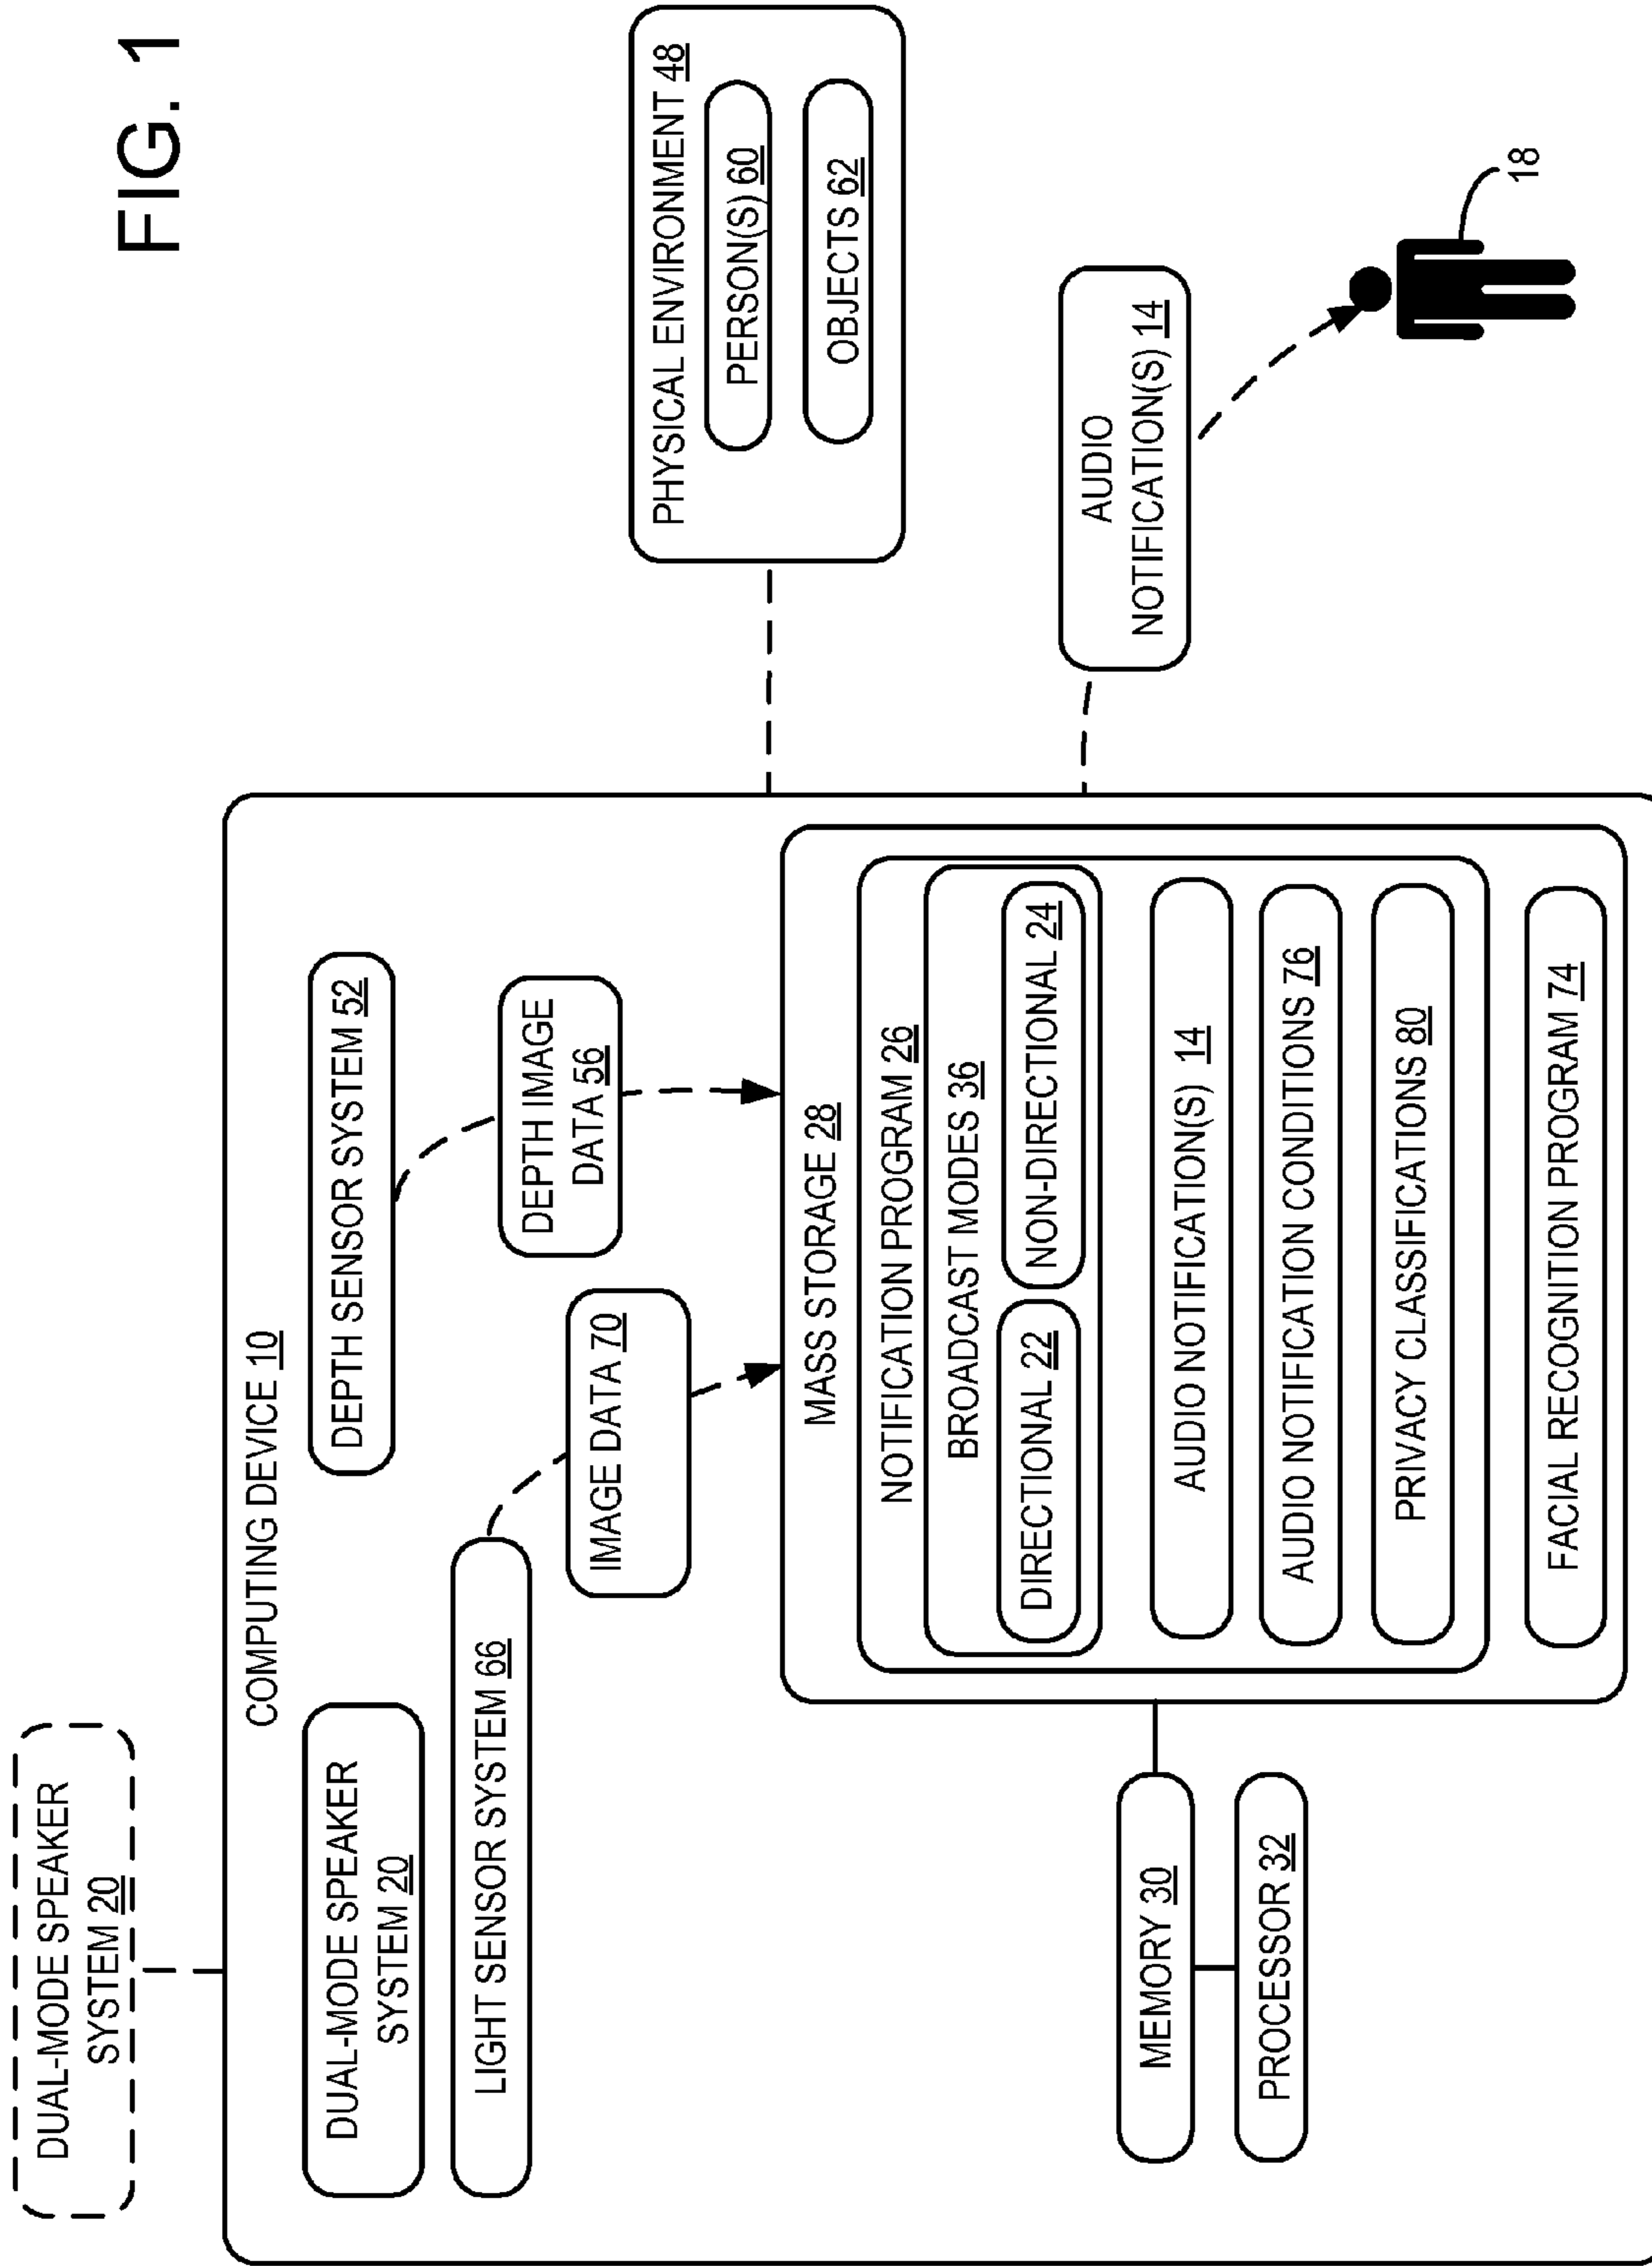 FIG. 1
DUAL-MODE SPEAKER
SYSTEM 20
COMPUTING DEVICE 10
DUAL-MODE SPEAKER
SYSTEM 20
DEPTH SENSOR SYSTEM 52
LIGHT SENSOR SYSTEM 66
DEPTH IMAGE
DATA 56
IMAGE DATA 70
MASS STORAGE 28
NOTIFICATION PROGRAM 26
BROADCAST MODES 36
DIRECTIONAL 22
NON-DIRECTIONAL 24
AUDIO NOTIFICATION(S) 14
AUDIO NOTIFICATION CONDITIONS 76
PRIVACY CLASSIFICATIONS 80
FACIAL RECOGNITION PROGRAM 74
MEMORY 30
PROCESSOR 32
PHYSICAL ENVIRONMENT 48
PERSON(S) 60
OBJECTS 62
AUDIO
NOTIFICATION(S) 14
18